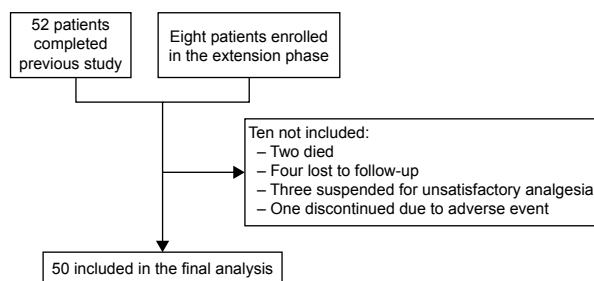 52 patients
completed
previous study
Eight patients enrolled
in the extension phase
Ten not included:
– Two died
– Four lost to follow-up
– Three suspended for unsatisfactory analgesia
– One discontinued due to adverse event
50 included in the final analysis